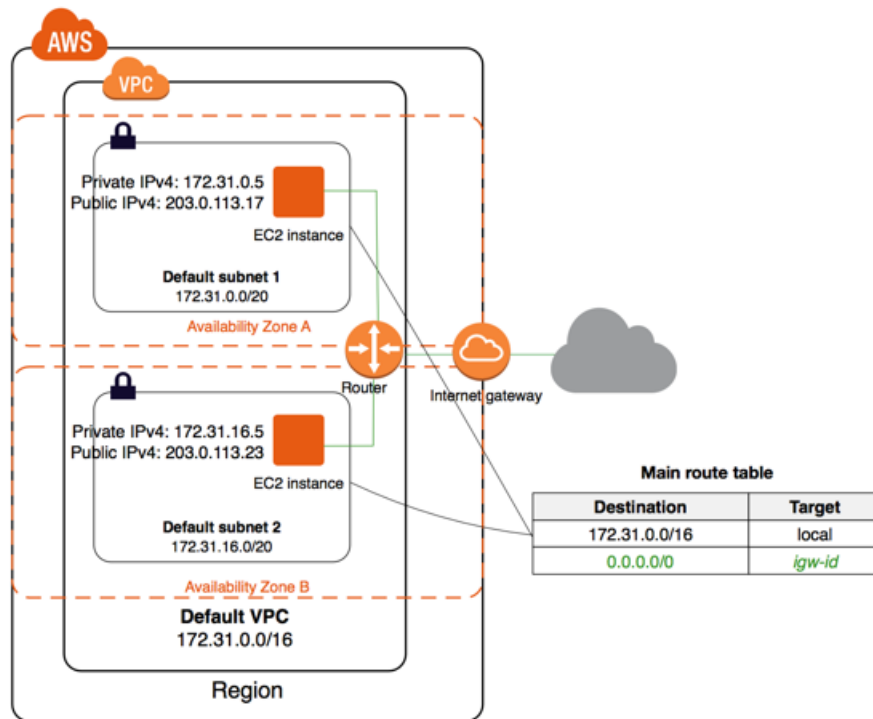 AWS
VPC
Private IPv4: 172.31.0.5
Public IPv4: 203.0.113.17
EC2 instance
Default subnet 1
172.31.0.0/20
Availability Zone A
Router
Internet gateway
Private IPv4: 172.31.16.5
Public IPv4: 203.0.113.23
EC2 instance
Default subnet 2
172.31.16.0/20
Availability Zone B
Default VPC
172.31.0.0/16
Region
Main route table
Destination Target
172.31.0.0/16 local
0.0.0.0/0 igw-id